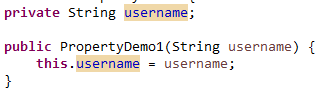 private String username;
public PropertyDemo1(String username) {
this.username = username;
}